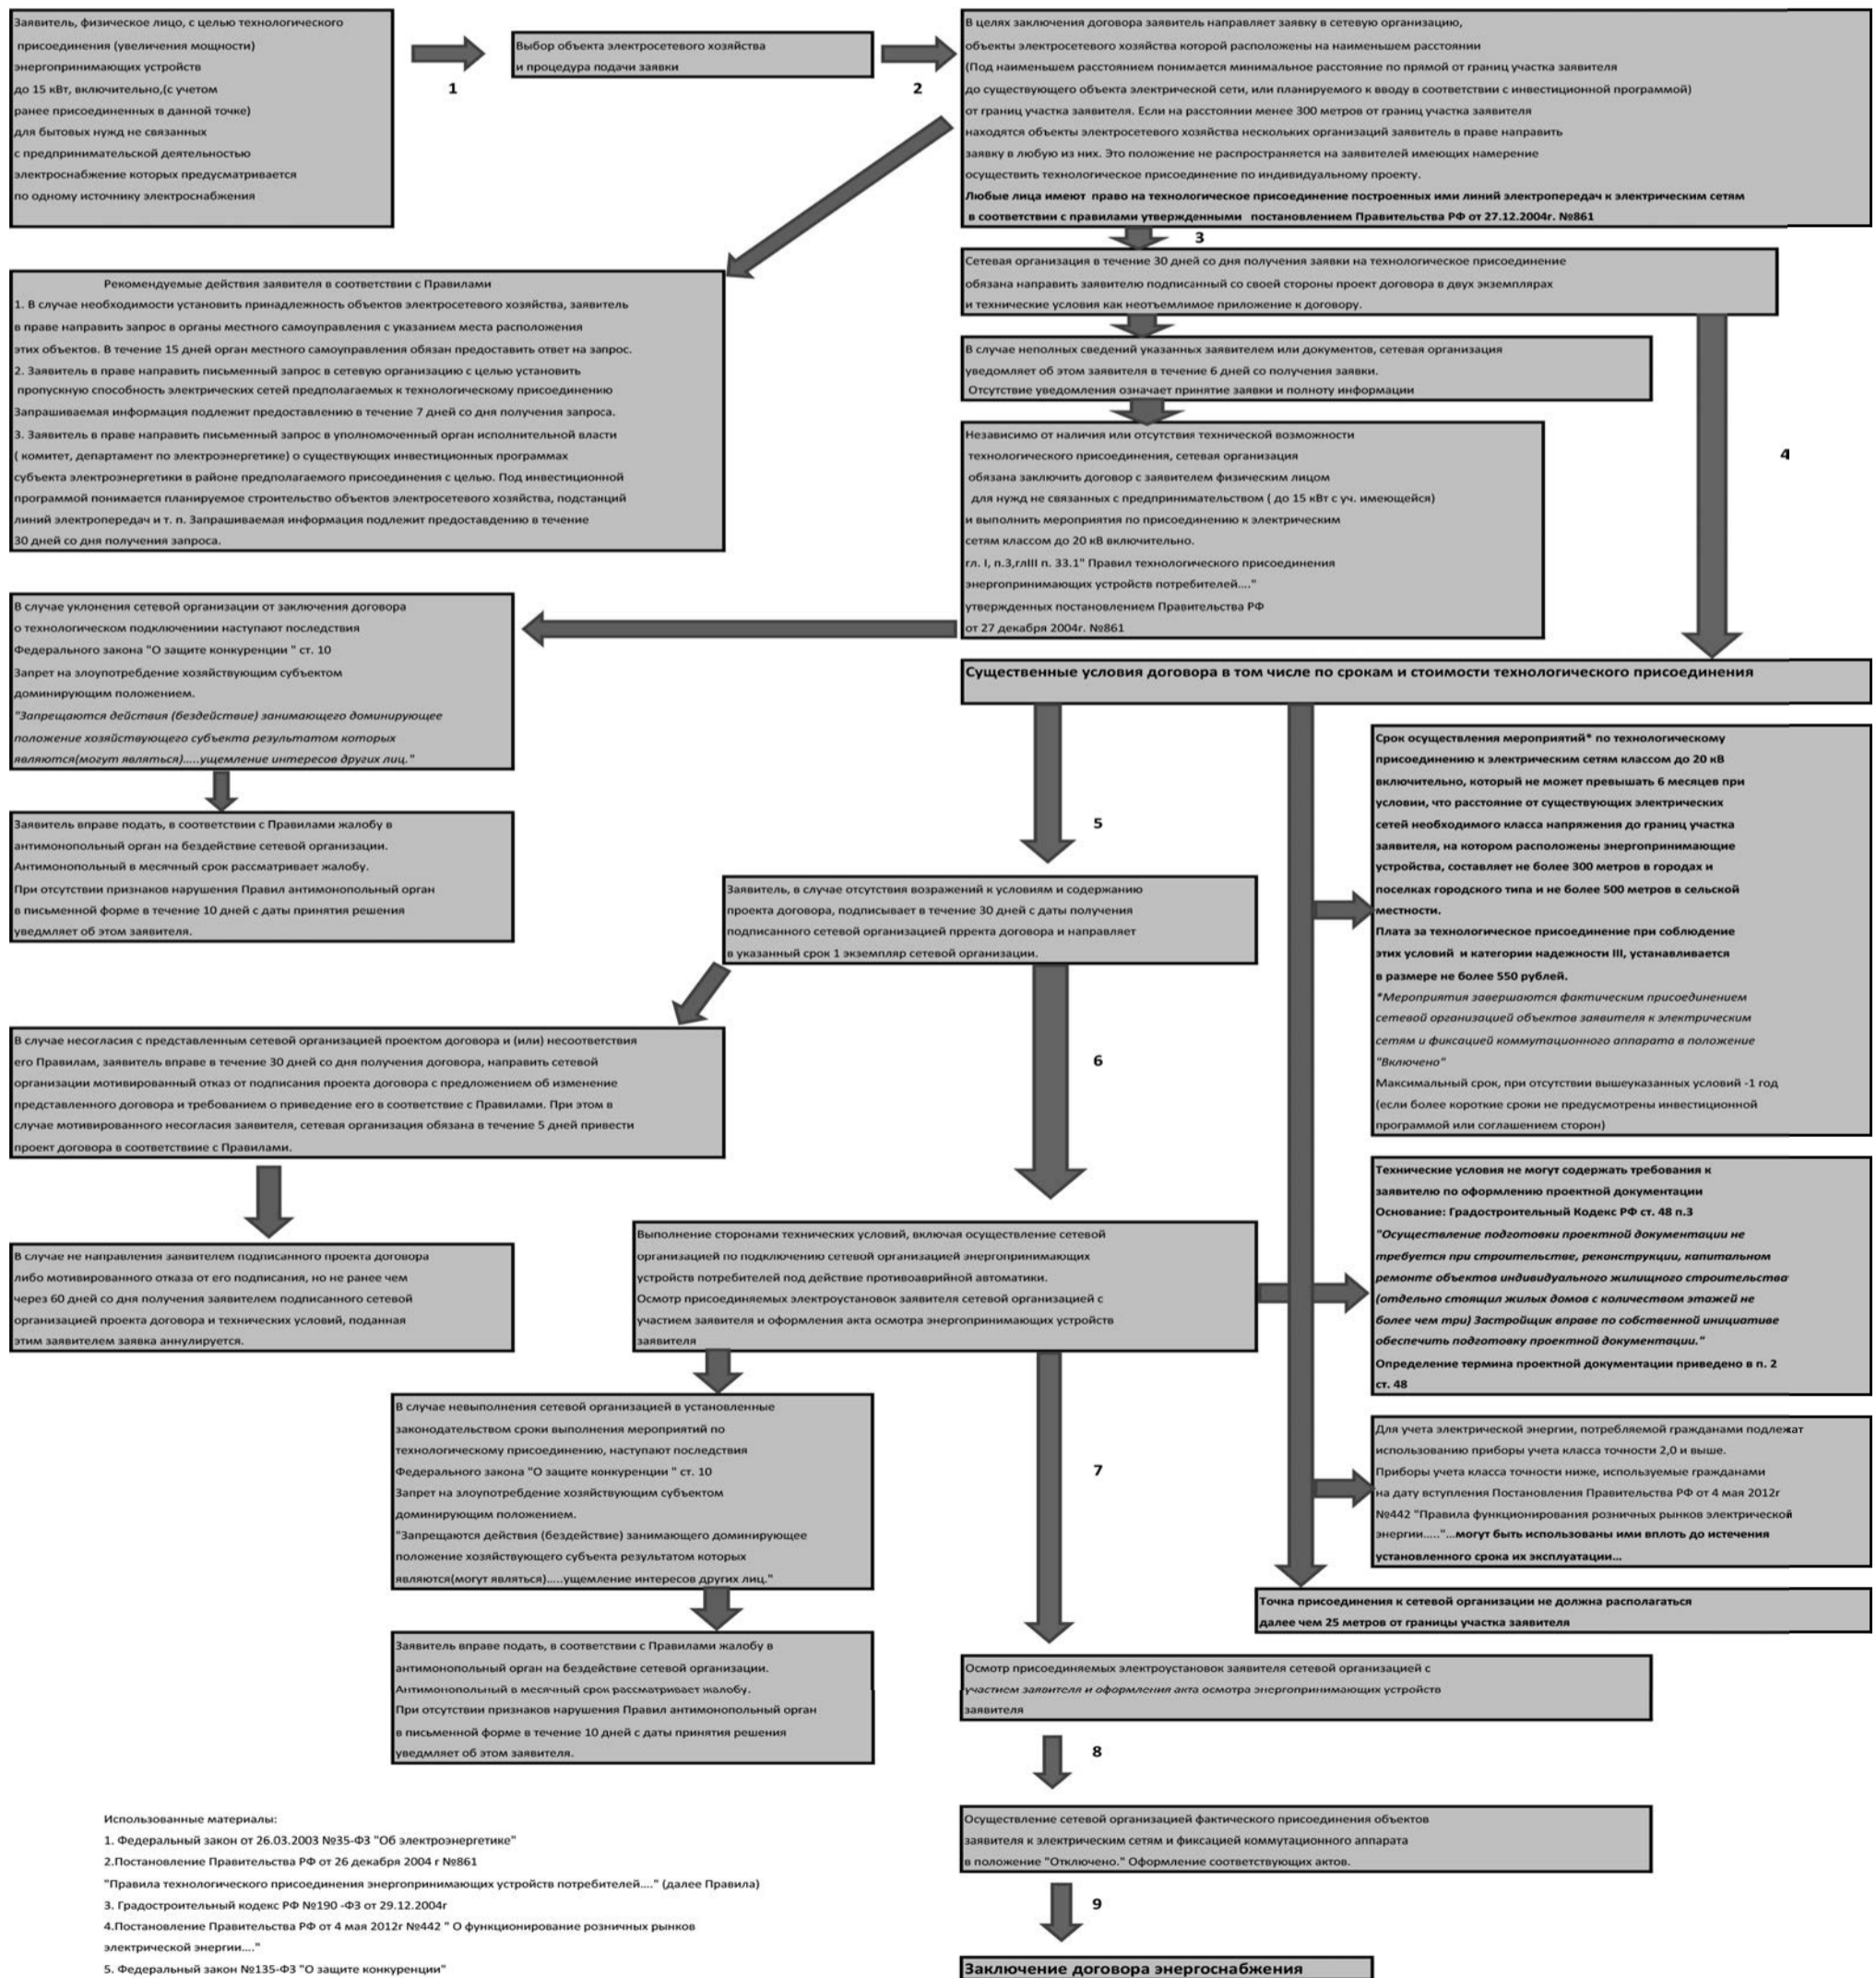 Заявитель, физическое лицо, с целью технологического
присоединения (увеличения мощности)
энергопринимающих устройств
до 15 кВт, включительно,(с учетом
ранее присоединенных в данной точке)
для бытовых нужд не связанных
с предпринимательской деятельностью
электроснабжение которых предусматривается
по одному источнику электроснабжения
1
Выбор объекта электросетевого хозяйства
и процедура подачи заявки
2
В целях заключения договора заявитель направляет заявку в сетевую организацию,
объекты электросетевого хозяйства которой расположены на наименьшем расстоянии
(Под наименьшем расстоянием понимается минимальное расстояние по прямой от границ участка заявителя
до существующего объекта электрической сети, или планируемого к вводу в соответствии с инвестиционной программой)
от границ участка заявителя. Если на расстоянии менее 300 метров от границ участка заявителя
находятся объекты электросетевого хозяйства нескольких организаций заявитель в праве направить
заявку в любую из них. Это положение не распространяется на заявителей имеющих намерение
осуществить технологическое присоединение по индивидуальному проекту.
Любые лица имеют право на технологическое присоединение построенных ими линий электропередач к электрическим сетям
в соответствии с правилами утвержденными постановлением Правительства РФ от 27.12.2004г. №861
3
Рекомендуемые действия заявителя в соответствии с Правилами
1. В случае необходимости установить принадлежность объектов электросетевого хозяйства, заявитель
в праве направить запрос в органы местного самоуправления с указанием места расположения
этих объектов. В течение 15 дней орган местного самоуправления обязан предоставить ответ на запрос.
2. Заявитель в праве направить письменный запрос в сетевую организацию с целью установить
пропускную способность электрических сетей предполагаемых к технологическому присоединению
Запрашиваемая информация подлежит предоставлению в течение 7 дней со дня получения запроса.
3. Заявитель в праве направить письменный запрос в уполномоченный орган исполнительной власти
( комитет, департамент по электроэнергетике) о существующих инвестиционных программах
субъекта электроэнергетики в районе предполагаемого присоединения с целью. Под инвестиционной
программой понимается планируемое строительство объектов электросетевого хозяйства, подстанций
линий электропередач и т. п. Запрашиваемая информация подлежит предоставдению в течение
30 дней со дня получения запроса.
Сетевая организация в течение 30 дней со дня получения заявки на технологическое присоединение
обязана направить заявителю подписанный со своей стороны проект договора в двух экземплярах
и технические условия как неотъемлимое приложение к договору.
В случае неполных сведений указанных заявителем или документов, сетевая организация
уведомляет об этом заявителя в течение 6 дней со получения заявки.
Отсутствие уведомления означает принятие заявки и полноту информации
4
Независимо от наличия или отсутствия технической возможности
технологического присоединения, сетевая организация
обязана заключить договор с заявителем физическим лицом
для нужд не связанных с предпринимательством ( до 15 кВт с уч. имеющейся)
и выполнить мероприятия по присоединению к электрическим
сетям классом до 20 кВ включительно.
гл. I, п.3,глIII п. 33.1" Правил технологического присоединения
энергопринимающих устройств потребителей...."
утвержденных постановлением Правительства РФ
от 27 декабря 2004г. №861
В случае уклонения сетевой организации от заключения договора
о технологическом подключениии наступают последствия
Федерального закона "О защите конкуренции " ст. 10
Запрет на злоупотребление хозяйствующим субъектом
доминирующим положением.
"Запрещаются действия (бездействие) занимающего доминирующее
положение хозяйствующего субъекта результатом которых
являются(могут являться).....ущемление интересов других лиц."
Заявитель вправе подать, в соответствии с Правилами жалобу в
антимонопольный орган на бездействие сетевой организации.
Антимонопольный в месячный срок рассматривает жалобу.
При отсутствии признаков нарушения Правил антимонопольный орган
в письменной форме в течение 10 дней с даты принятия решения
уведмляет об этом заявителя.
Существенные условия договора в том числе по срокам и стоимости технологического присоединения
5
Срок осуществления мероприятий* по технологическому
присоединению к электрическим сетям классом до 20 кВ
включительно, который не может превышать 6 месяцев при
условии, что расстояние от существующих электрических
сетей необходимого класса напряжения до границ участка
заявителя, на котором расположены энергопринимающие
устройства, составляет не более 300 метров в городах и
поселках городского типа и не более 500 метров в сельской
местности.
Плата за технологическое присоединение при соблюдение
этих условий и категории надежности III, устанавливается
в размере не более 550 рублей.
*Мероприятия завершаются фактическим присоединением
сетевой организацией объектов заявителя к электрическим
сетям и фиксацией коммутационного аппарата в положение
"Включено"
Максимальный срок, при отсутствии вышеуказанных условий -1 год
(если более короткие сроки не предусмотрены инвестиционной
программой или соглашением сторон)
Заявитель, в случае отсутствия возражений к условиям и содержанию
проекта договора, подписывает в течение 30 дней с даты получения
подписанного сетевой организацией прректа договора и направляет
в указанный срок 1 экземпляр сетевой организации.
6
В случае несогласия с представленным сетевой организацией проектом договора и (или) несоответствия
его Правилам, заявитель вправе в течение 30 дней со дня получения договора, направить сетевой
организации мотивированный отказ от подписания проекта договора с предложением об изменение
представленного договора и требованием о приведение его в соответствие с Правилами. При этом в
случае мотивированного несогласия заявителя, сетевая организация обязана в течение 5 дней привести
проект договора в соответствиие с Правилами.
В случае не направления заявителем подписанного проекта договора
либо мотивированного отказа от его подписания, но не ранее чем
через 60 дней со дня получения заявителем подписанного сетевой
организацией проекта договора и технических условий, поданная
этим заявителем заявка аннулируется.
Выполнение сторонами технических условий, включая осуществление сетевой
организацией по подключению сетевой организацией энергопринимающих
устройств потребителей под действие противоаврийной автоматики.
Осмотр присоединяемых электроустановок заявителя сетевой организацией с
участием заявителя и оформления акта осмотра энергопринимающих устройств
заявителя
Технические условия не могут содержать требования к
заявителю по оформлению проектной документации
Основание: Градостроительный Кодекс РФ ст. 48 п.3
"Осуществление подготовки проектной документации не
требуется при строительстве, реконструкции, капитальном
ремонте объектов индивидуального жилищного строительства
(отдельно стоящил жилых домов с количеством этажей не
более чем три) Застройщик вправе по собственной инициативе
обеспечить подготовку проектной документации."
Определение термина проектной документации приведено в п. 2
ст. 48
В случае невыполнения сетевой организацией в установленные
законодательством сроки выполнения мероприятий по
технологическому присоединению, наступают последствия
Федерального закона "О защите конкуренции " ст. 10
Запрет на злоупотребление хозяйствующим субъектом
доминирующим положением.
"Запрещаются действия (бездействие) занимающего доминирующее
положение хозяйствующего субъекта результатом которых
являются(могут являться).....ущемление интересов других лиц."
7
Для учета электрической энергии, потребляемой гражданами подлежат
использованию приборы учета класса точности 2,0 и выше.
Приборы учета класса точности ниже, используемые гражданами
на дату вступления Постановления Правительства РФ от 4 мая 2012г
№442 "Правила функционирования розничных рынков электрической
энергии....."...могут быть использованы ими вплоть до истечения
установленного срока их эксплуатации...
Точка присоединения к сетевой организации не должна располагаться
далее чем 25 метров от границы участка заявителя
Заявитель вправе подать, в соответствии с Правилами жалобу в
антимонопольный орган на бездействие сетевой организации.
Антимонопольный в месячный срок рассматривает жалобу.
При отсутствии признаков нарушения Правил антимонопольный орган
в письменной форме в течение 10 дней с даты принятия решения
уведмляет об этом заявителя.
Осмотр присоединяемых электроустановок заявителя сетевой организацией с
участием заявителя и оформления акта осмотра энергопринимающих устройств
заявителя
8
Осуществление сетевой организацией фактического присоединения объектов
заявителя к электрическим сетям и фиксацией коммутационного аппарата
в положение "Отключено." Оформление соответствующих актов.
9
Заключение договора энергоснабжения
Использованные материалы:
1. Федеральный закон от 26.03.2003 №35-ФЗ "Об электроэнергетике"
2.Постановление Правительства РФ от 26 декабря 2004 г №861
"Правила технологического присоединения энергопринимающих устройств потребителей...." (далее Правила)
3. Градостроительный кодекс РФ №190 -ФЗ от 29.12.2004г
4.Постановление Правительства РФ от 4 мая 2012г №442 " О функционирование розничных рынков
электрической энергии...."
5. Федеральный закон №135-ФЗ "О защите конкуренции"